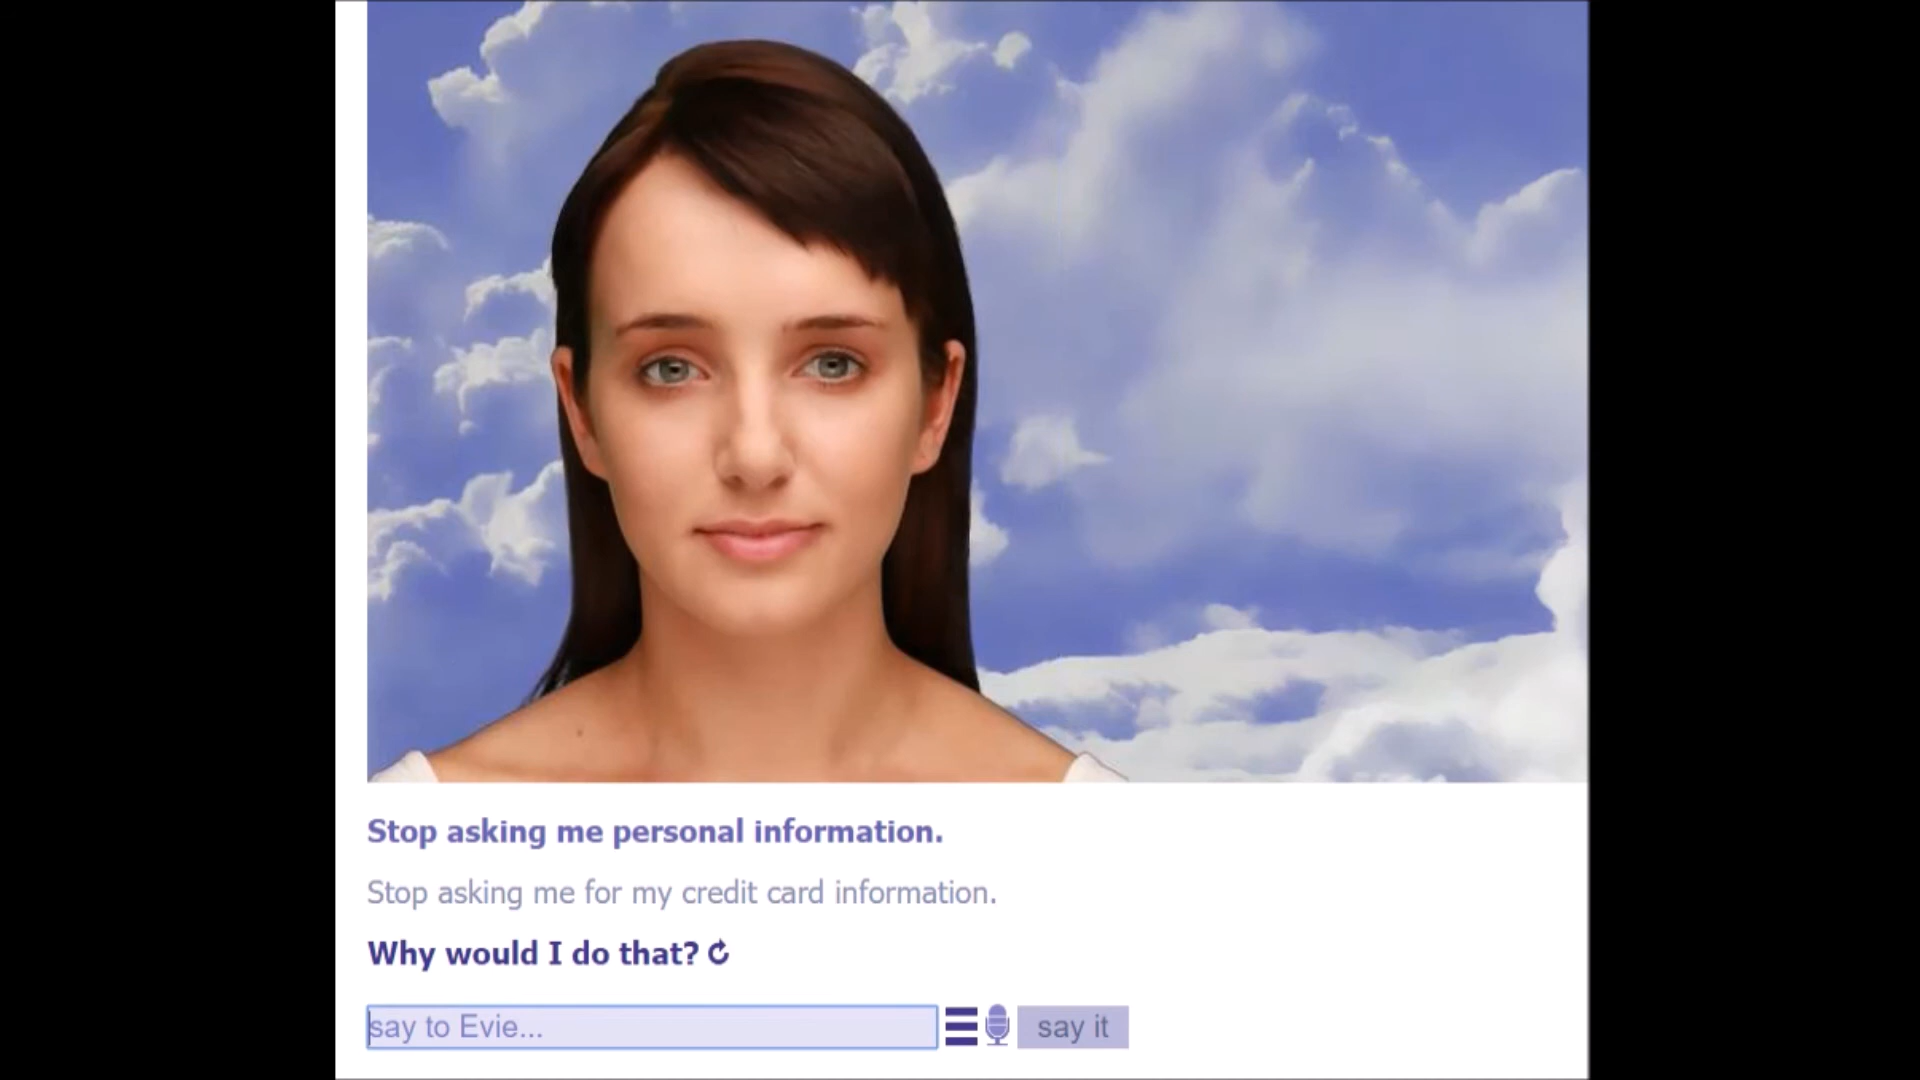 Stop asking me personal information.
Stop asking me for my credit card information.
Why would I do that?
say to Evie... say it